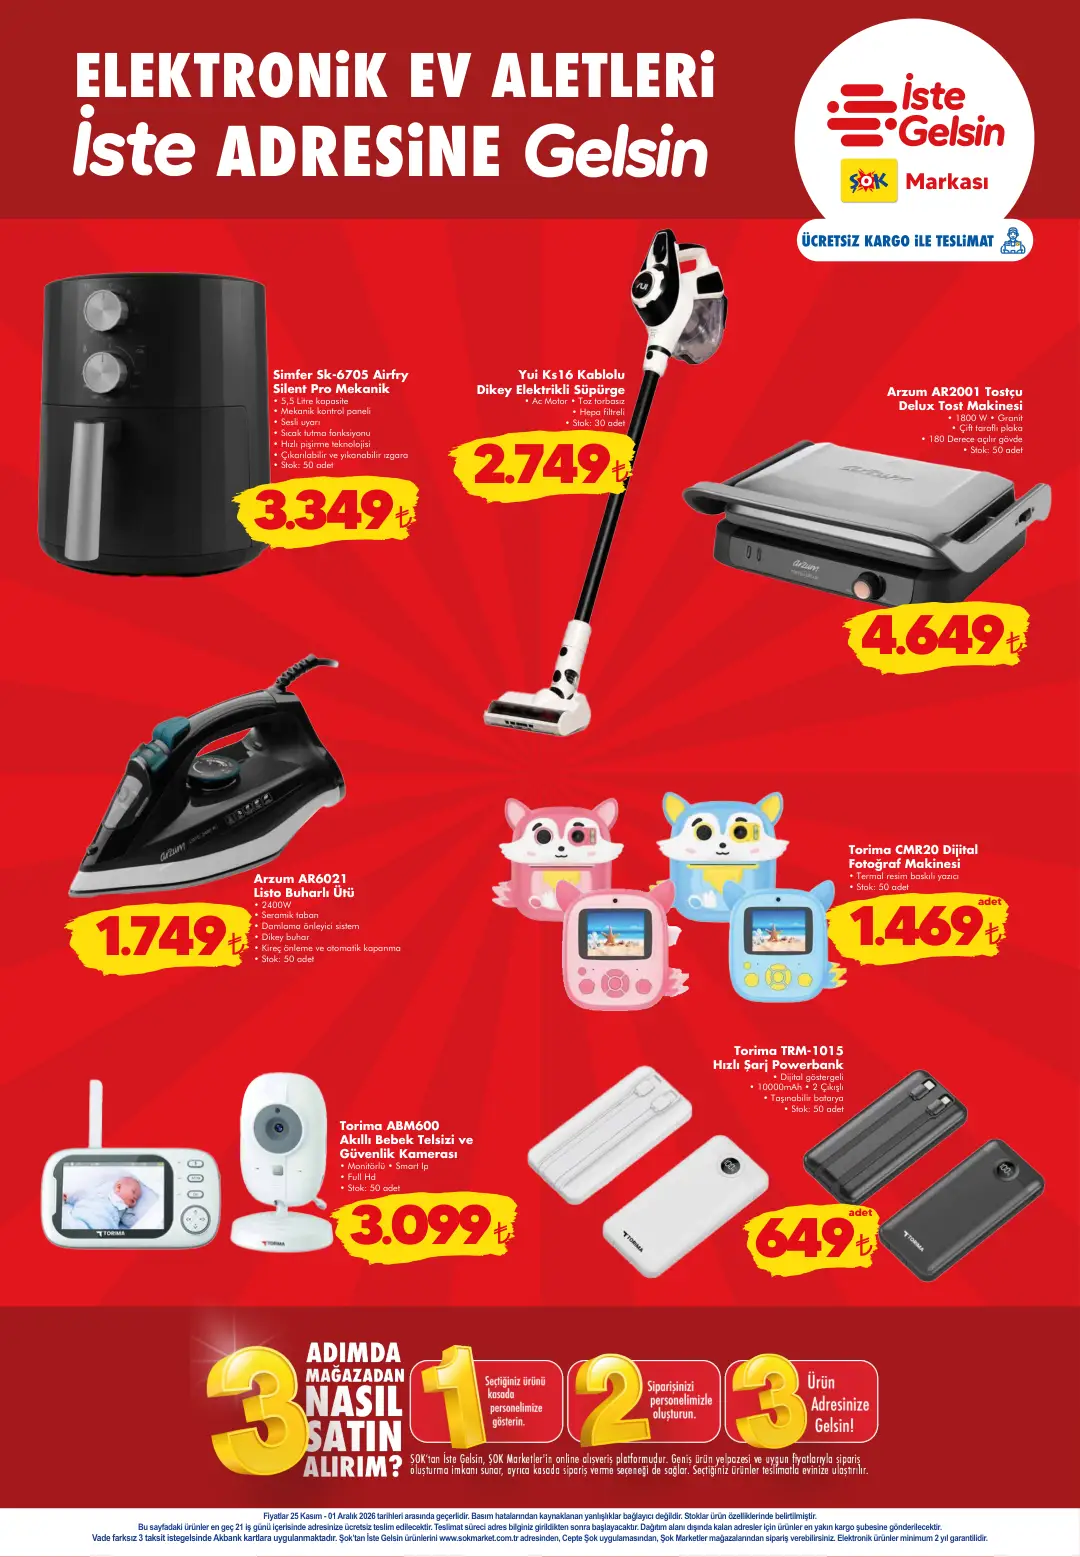 ELEKTRONiK EV ALETLERi
iste ADRESiNE Gelsin
iste
Gelsin
ŞOK Markası
ÜCRETSiZ KARGO iLE TESLiMAT
Simfer Sk-6705 Airfry
Silent Pro Mekanik
• 5,5 Litre kapasite
• Mekanik kontrol paneli
• Sesli uyarı
• Sıcak tutma fonksiyonu
• Hızlı pişirme teknolojisi
• Çıkarılabilir ve yıkanabilir ızgara
• Stok: 50 adet
3.349₺
Yui Ks16 Kablolu
Dikey Elektrikli Süpürge
• Ac Motor • Toz torbasız
• Hepa filtreli
• Stok: 30 adet
2.749₺
Arzum AR2001 Tostçu
Delux Tost Makinesi
• 1800 W • Granit
• Çift taraflı plaka
• 180 Derece açılır gövde
• Stok: 50 adet
arzum
arzum
4.649₺
arzum
Arzum AR6021
Listo Buharlı Ütü
• 2400W
• Seramik taban
• Damlama önleyici sistem
• Dikey buhar
• Kireç önleme ve otomatik kapanma
• Stok: 50 adet
1.749₺
Torima CMR20 Dijital
Fotoğraf Makinesi
• Termal resim baskılı yazıcı
• Stok: 50 adet
adet
1.469₺
Torima ABM600
Akıllı Bebek Telsizi ve
Güvenlik Kamerası
• Monitörlü • Smart Ip
• Full Hd
• Stok: 50 adet
TORIMA
TORIMA
3.099₺
Torima TRM-1015
Hızlı Şarj Powerbank
• Dijital göstergeli
• 10000mAh • 2 Çıkışlı
• Taşınabilir batarya
• Stok: 50 adet
TORIMA
TORIMA
adet
649₺
3 ADIMDA
MAĞAZADAN
NASIL
SATIN
ALIRIM?
1 Seçtiğiniz ürünü
kasada
personelimize
gösterin.
2 Siparişinizi
personelimizle
oluşturun.
3 Ürün
Adresinize
Gelsin!
ŞOK'tan İste Gelsin, ŞOK Marketler'in online alışveriş platformudur. Geniş ürün yelpazesi ve uygun fiyatlarıyla sipariş
oluşturma imkanı sunar, ayrıca kasada sipariş verme seçeneği de sağlar. Seçtiğiniz ürünler teslimatla evinize ulaştırılır.
Fiyatlar 25 Kasım - 01 Aralık 2026 tarihleri arasında geçerlidir. Basım hatalarından kaynaklanan yanlışlıklar bağlayıcı değildir. Stoklar ürün özelliklerinde belirtilmiştir.
Bu sayfadaki ürünler en geç 21 iş günü içerisinde adresinize ücretsiz teslim edilecektir. Teslimat süreci adres bilginiz girildikten sonra başlayacaktır. Dağıtım alanı dışında kalan adresler için ürünler en yakın kargo şubesine gönderilecektir.
Vade farksız 3 taksit istegelsinde Akbank kartlara uygulanmaktadır. Şok'tan İste Gelsin ürünlerini www.sokmarket.com.tr adresinden, Cepte Şok uygulamasından, Şok Marketler mağazalarından sipariş verebilirsiniz. Elektronik ürünler minimum 2 yıl garantilidir.